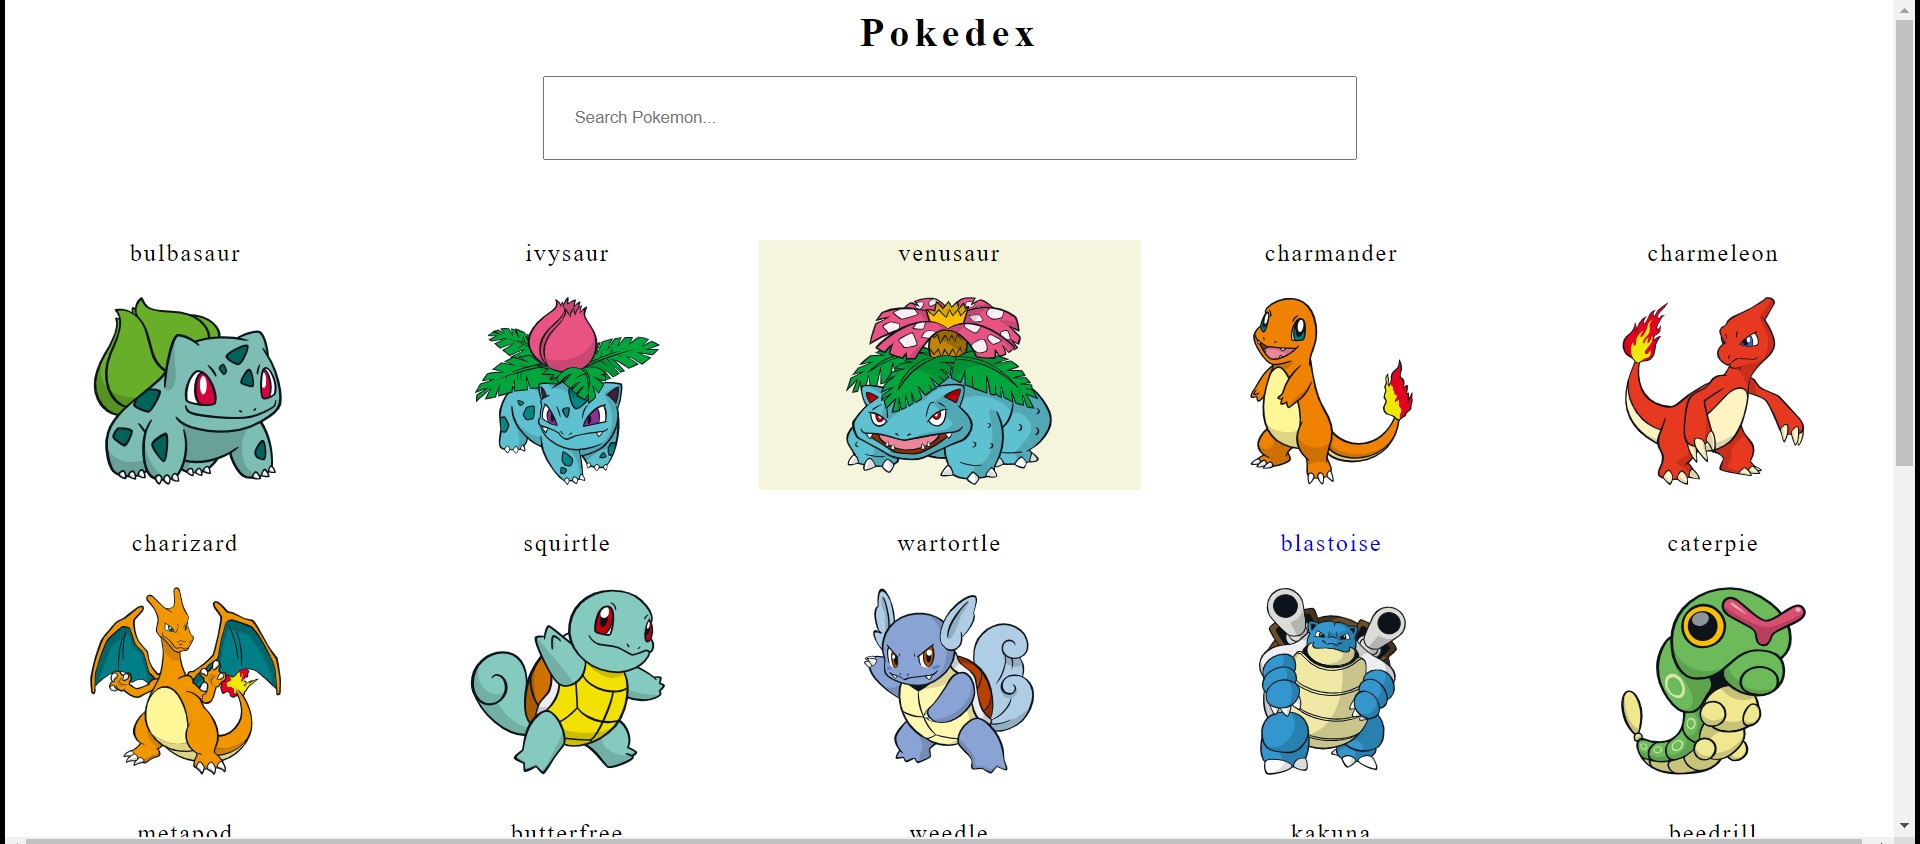 Pokedex
Search Pokemon...
bulbasaur ivysaur venusaur charmander charmeleon
charizard squirtle wartortle blastoise caterpie
metapod butterfree weedle kakuna beedrill